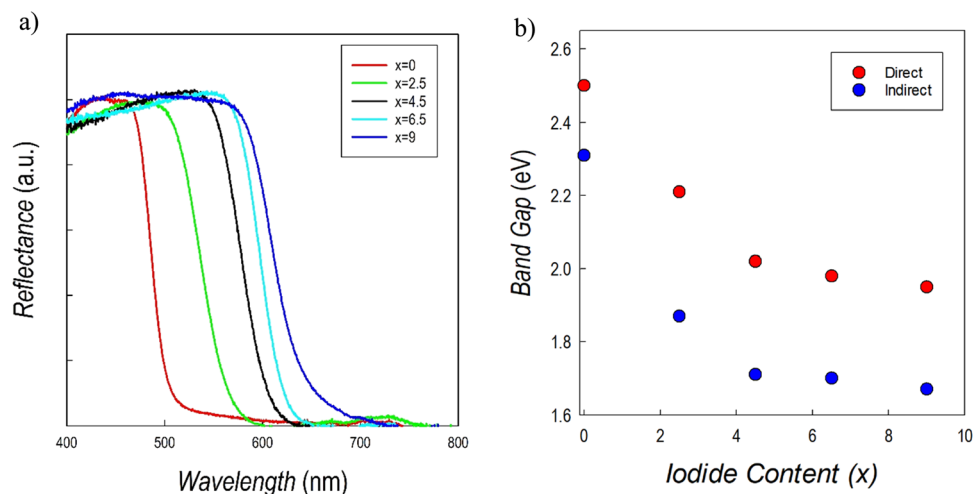 a)
x=0
x=2.5
x=4.5
x=6.5
x=9
Reflectance (a.u.)
400
500
600
700
800
Wavelength (nm)
b)
2.6
2.4
2.2
2.0
1.8
1.6
Direct
Indirect
Band Gap (eV)
0
2
4
6
8
10
Iodide Content (x)